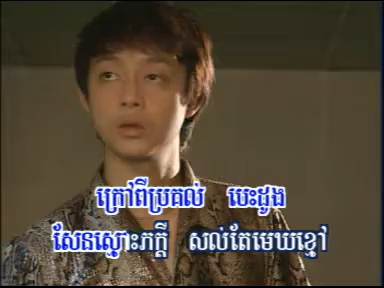 ក្រៅពីប្រគល់ បេះដូង
សែនស្មោះភក្ដី សល់តែមេឃខ្មៅ